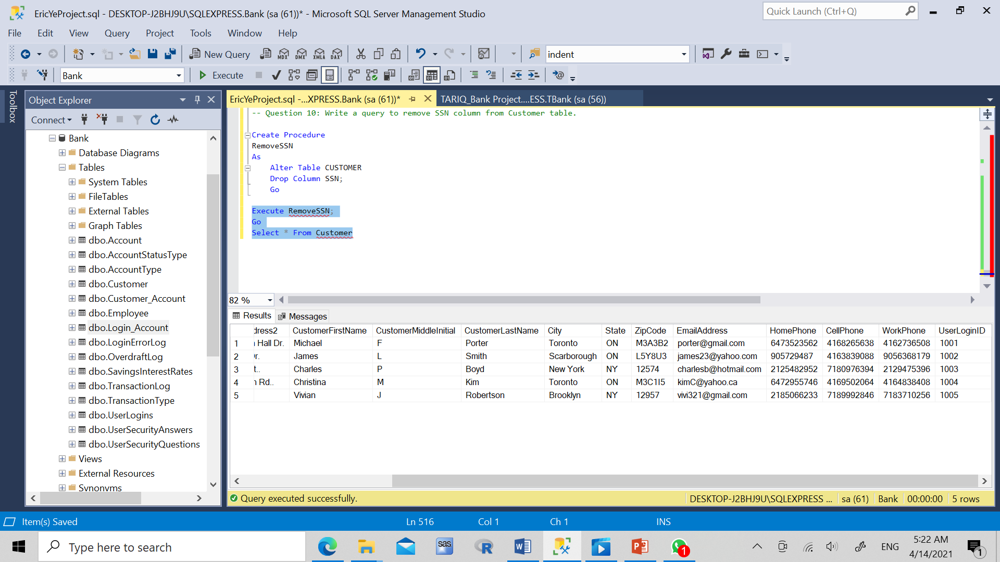 EricYeProject.sql - DESKTOP-J2BHJ9U\SQLEXPRESS.Bank (sa (61))* - Microsoft SQL Server Management Studio
Quick Launch (Ctrl+Q)
File Edit View Query Project Tools Window Help
New Query MDX DMX XMLA DAX indent
Bank Execute
Toolbox
Object Explorer
Connect
Bank
Database Diagrams
Tables
System Tables
FileTables
External Tables
Graph Tables
dbo.Account
dbo.AccountStatusType
dbo.AccountType
dbo.Customer
dbo.Customer_Account
dbo.Employee
dbo.Login_Account
dbo.LoginErrorLog
dbo.OverdraftLog
dbo.SavingsInterestRates
dbo.TransactionLog
dbo.TransactionType
dbo.UserLogins
dbo.UserSecurityAnswers
dbo.UserSecurityQuestions
Views
External Resources
Synonyms
EricYeProject.sql -...XPRESS.Bank (sa (61))* TARIQ_Bank Project....ESS.TBank (sa (56))
-- Question 10: Write a query to remove SSN column from Customer table.
Create Procedure
RemoveSSN
As
Alter Table CUSTOMER
Drop Column SSN;
Go
Execute RemoveSSN;
Go
Select * From Customer
82 %
Results Messages
dress2 CustomerFirstName CustomerMiddleInitial CustomerLastName City State ZipCode EmailAddress HomePhone CellPhone WorkPhone UserLoginID
1 Hall Dr. Michael F Porter Toronto ON M3A3B2 porter@gmail.com 6473523562 4168265638 4162736508 1001
2 r. James L Smith Scarborough ON L5Y8U3 james23@yahoo.com 905729487 4163839088 9056368179 1002
3 t.. Charles P Boyd New York NY 12574 charlesb@hotmail.com 2125482952 7180976394 2129475396 1003
4 n Rd.. Christina M Kim Toronto ON M3C1I5 kimC@yahoo.ca 6472955746 4169502064 4164838408 1004
5 Vivian J Robertson Brooklyn NY 12957 vivi321@gmail.com 2185066233 7189992846 7183710256 1005
Query executed successfully. DESKTOP-J2BHJ9U\SQLEXPRESS ... sa (61) Bank 00:00:00 5 rows
Item(s) Saved Ln 516 Col 1 Ch 1 INS
Type here to search
sas
1
ENG
5:22 AM
4/14/2021
1